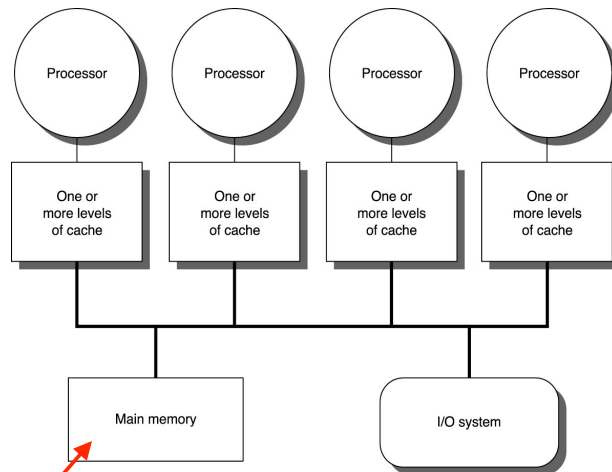 Processor
Processor
Processor
Processor
One or
more levels
of cache
One or
more levels
of cache
One or
more levels
of cache
One or
more levels
of cache
Main memory
I/O system